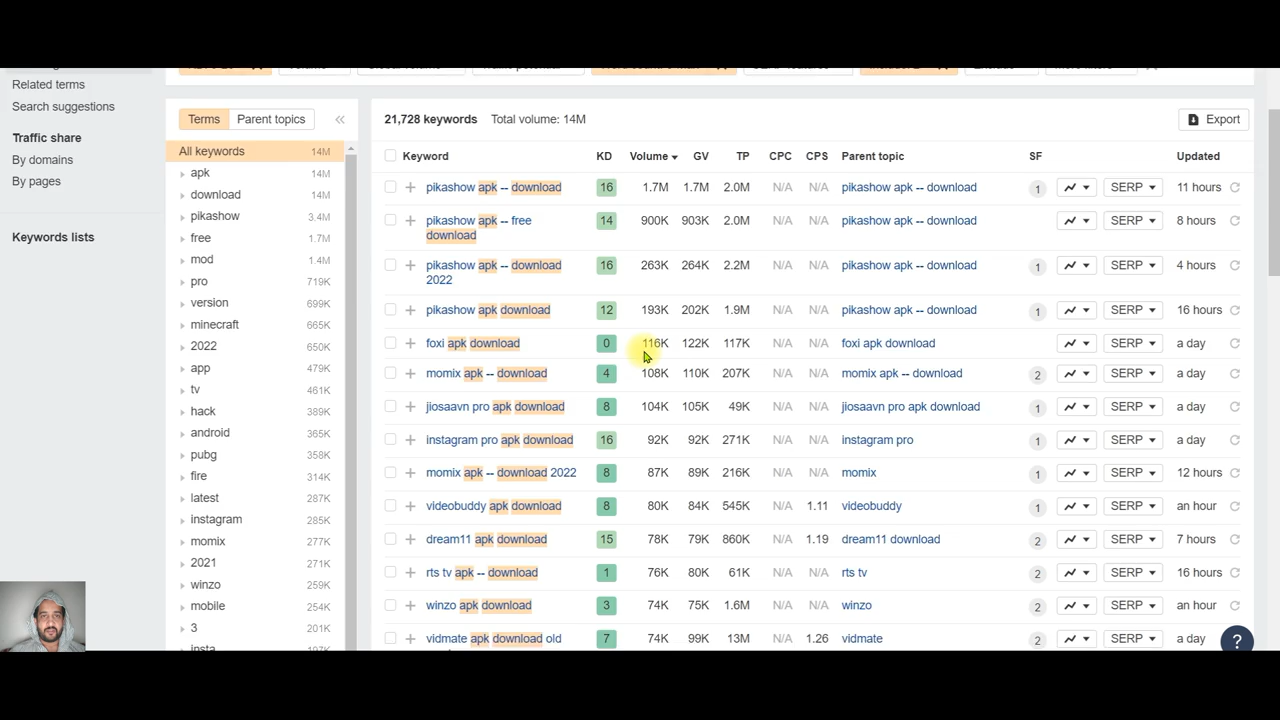 Related terms
Search suggestions
Traffic share
By domains
By pages
Keywords lists
Terms Parent topics «
All keywords 14M
apk 14M
download 14M
pikashow 3.4M
free 1.7M
mod 1.4M
pro 719K
version 699K
minecraft 665K
2022 650K
app 479K
tv 461K
hack 389K
android 365K
pubg 358K
fire 314K
latest 287K
instagram 285K
momix 277K
2021 271K
winzo 259K
mobile 254K
3 201K
insta 197K
21,728 keywords Total volume: 14M Export
Keyword KD Volume GV TP CPC CPS Parent topic SF Updated
pikashow apk -- download 16 1.7M 1.7M 2.0M N/A N/A pikashow apk -- download 1 SERP 11 hours
pikashow apk -- free 14 900K 903K 2.0M N/A N/A pikashow apk -- download SERP 8 hours
download
pikashow apk -- download 16 263K 264K 2.2M N/A N/A pikashow apk -- download 1 SERP 4 hours
2022
pikashow apk download 12 193K 202K 1.9M N/A N/A pikashow apk -- download 1 SERP 16 hours
foxi apk download 0 116K 122K 117K N/A N/A foxi apk download SERP a day
momix apk -- download 4 108K 110K 207K N/A N/A momix apk -- download 2 SERP a day
jiosaavn pro apk download 8 104K 105K 49K N/A N/A jiosaavn pro apk download 1 SERP a day
instagram pro apk download 16 92K 92K 271K N/A N/A instagram pro 1 SERP a day
momix apk -- download 2022 8 87K 89K 216K N/A N/A momix 1 SERP 12 hours
videobuddy apk download 8 80K 84K 545K N/A 1.11 videobuddy 1 SERP an hour
dream11 apk download 15 78K 79K 860K N/A 1.19 dream11 download 2 SERP 7 hours
rts tv apk -- download 1 76K 80K 61K N/A N/A rts tv 2 SERP 16 hours
winzo apk download 3 74K 75K 1.6M N/A N/A winzo 2 SERP an hour
vidmate apk download old 7 74K 99K 13M N/A 1.26 vidmate 2 SERP a day
?